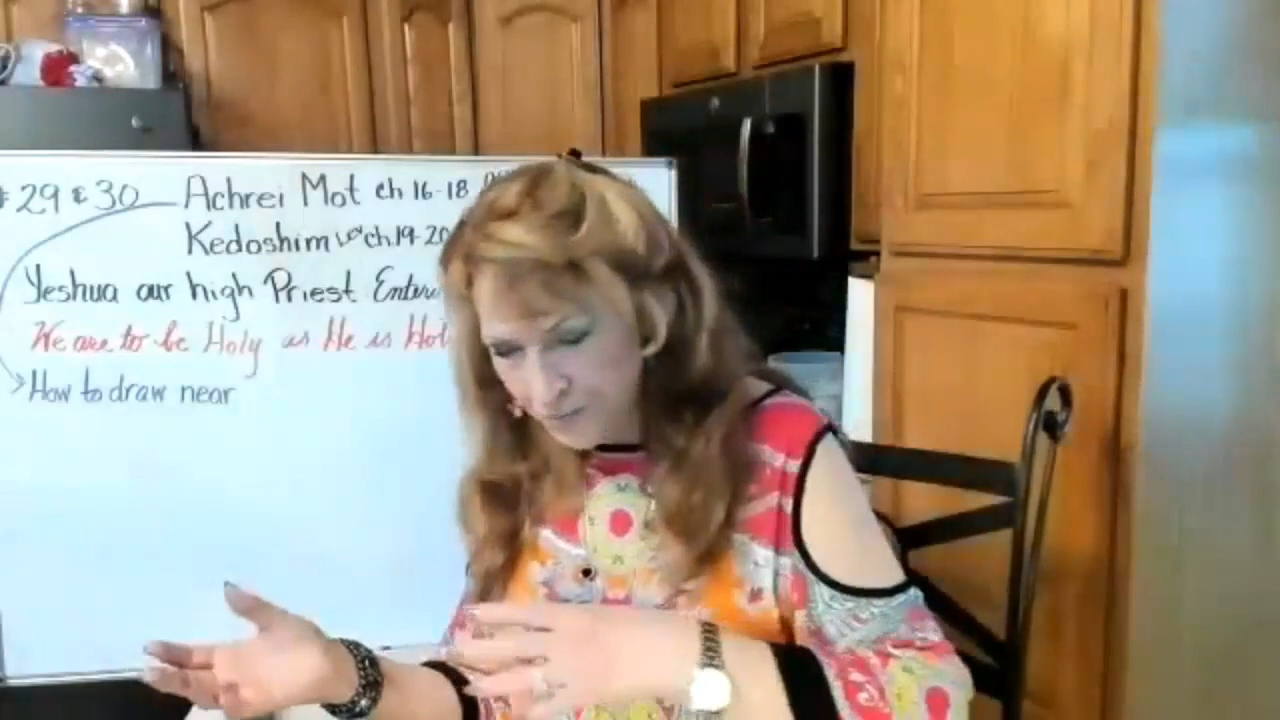 #29 & 30 Achrei Mot ch 16-18
Kedoshim Lev ch.19-20
Yeshua our high Priest
We are to be Holy as He is
How to draw near